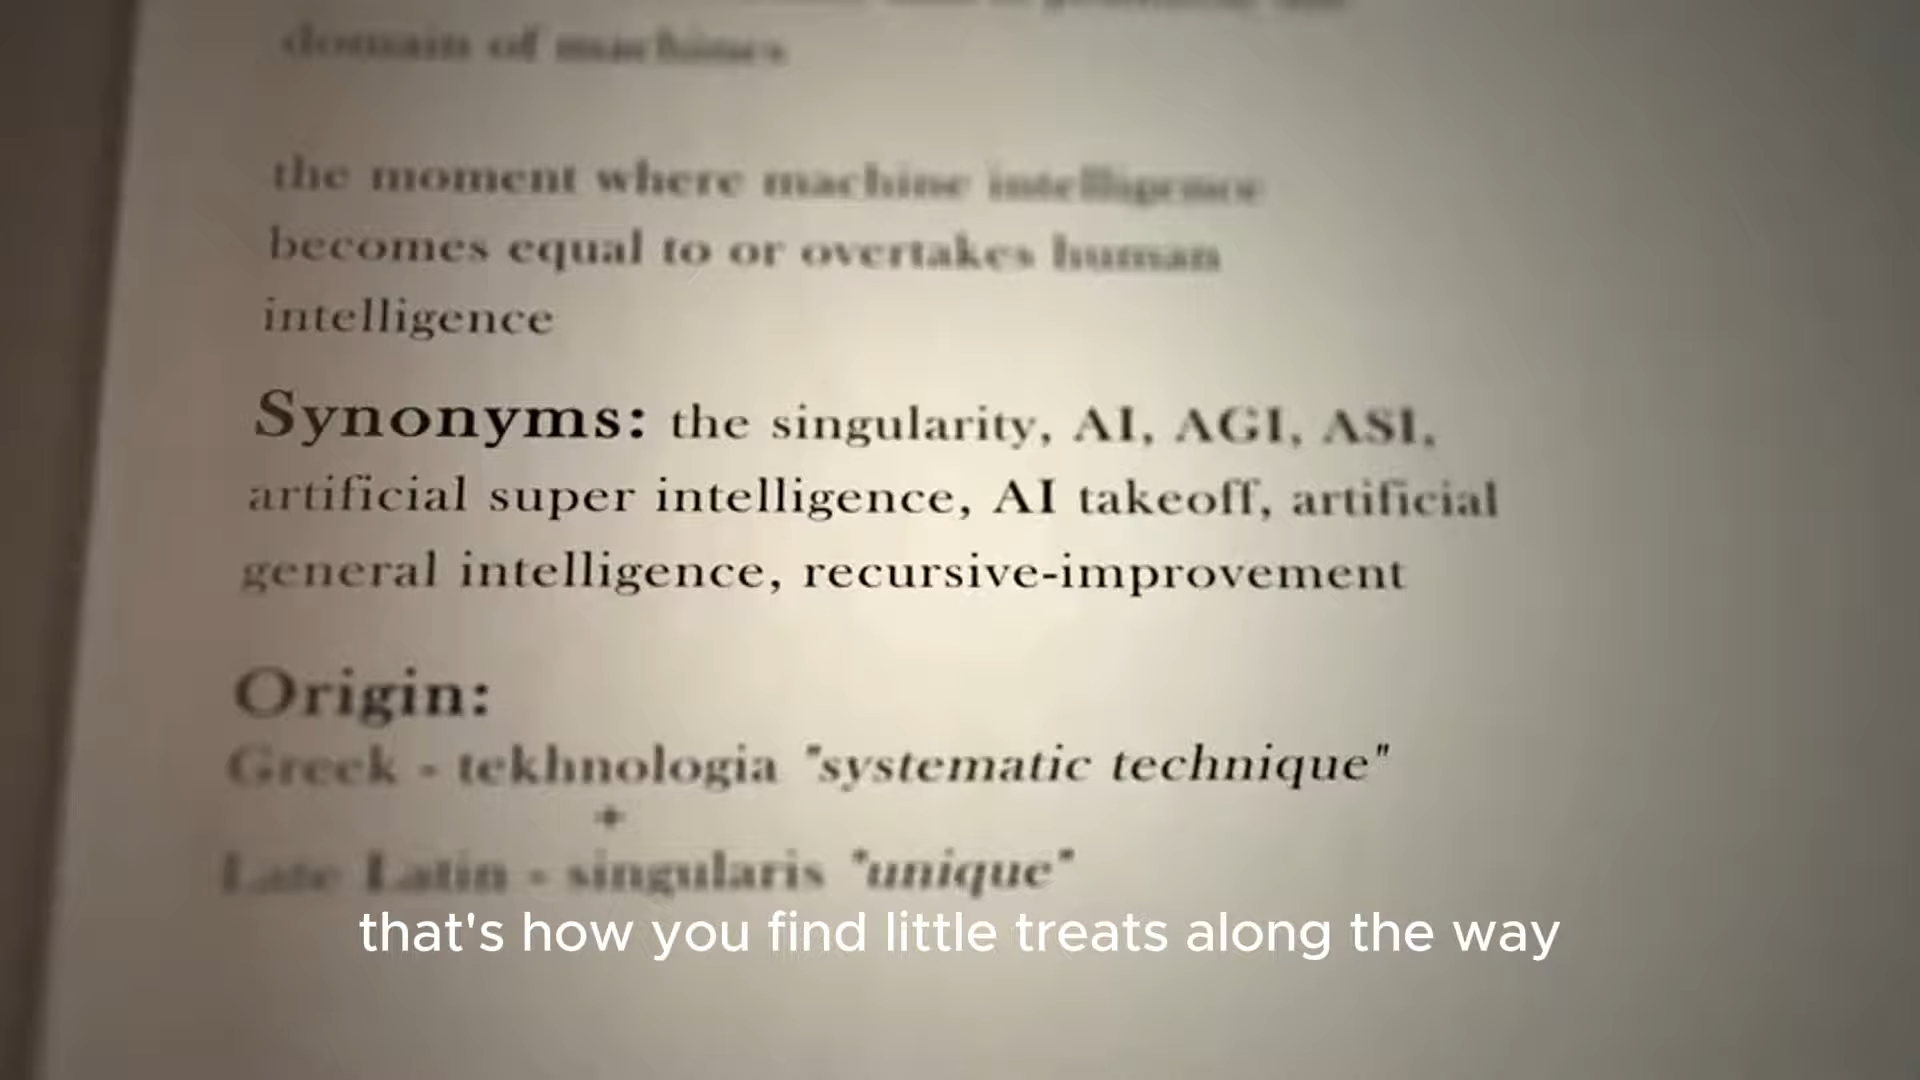 domain of machines
the moment where machine intelligence
becomes equal to or overtakes human
intelligence
Synonyms: the singularity, AI, AGI, ASI,
artificial super intelligence, AI takeoff, artificial
general intelligence, recursive-improvement
Origin:
Greek - tekhnologia "systematic technique"
+
Late Latin - singularis "unique"
that's how you find little treats along the way